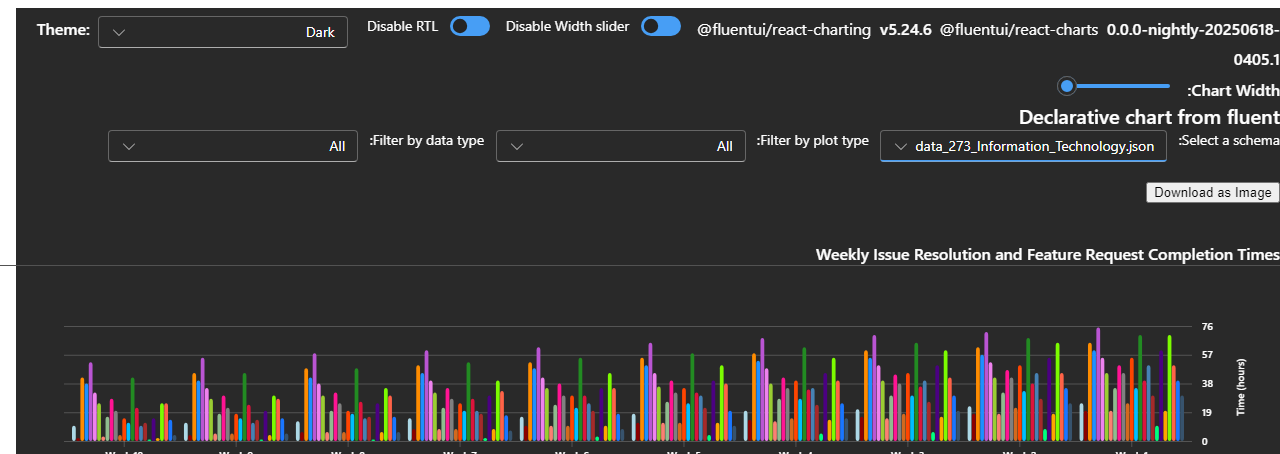 Theme: Dark Disable RTL Disable Width slider @fluentui/react-charting v5.24.6 @fluentui/react-charts 0.0.0-nightly-20250618-
0405.1
:Chart Width
Declarative chart from fluent
:Select a schema data_273_Information_Technology.json :Filter by plot type All :Filter by data type All
Download as Image
Weekly Issue Resolution and Feature Request Completion Times
76
57
38
19
0
Time (hours)